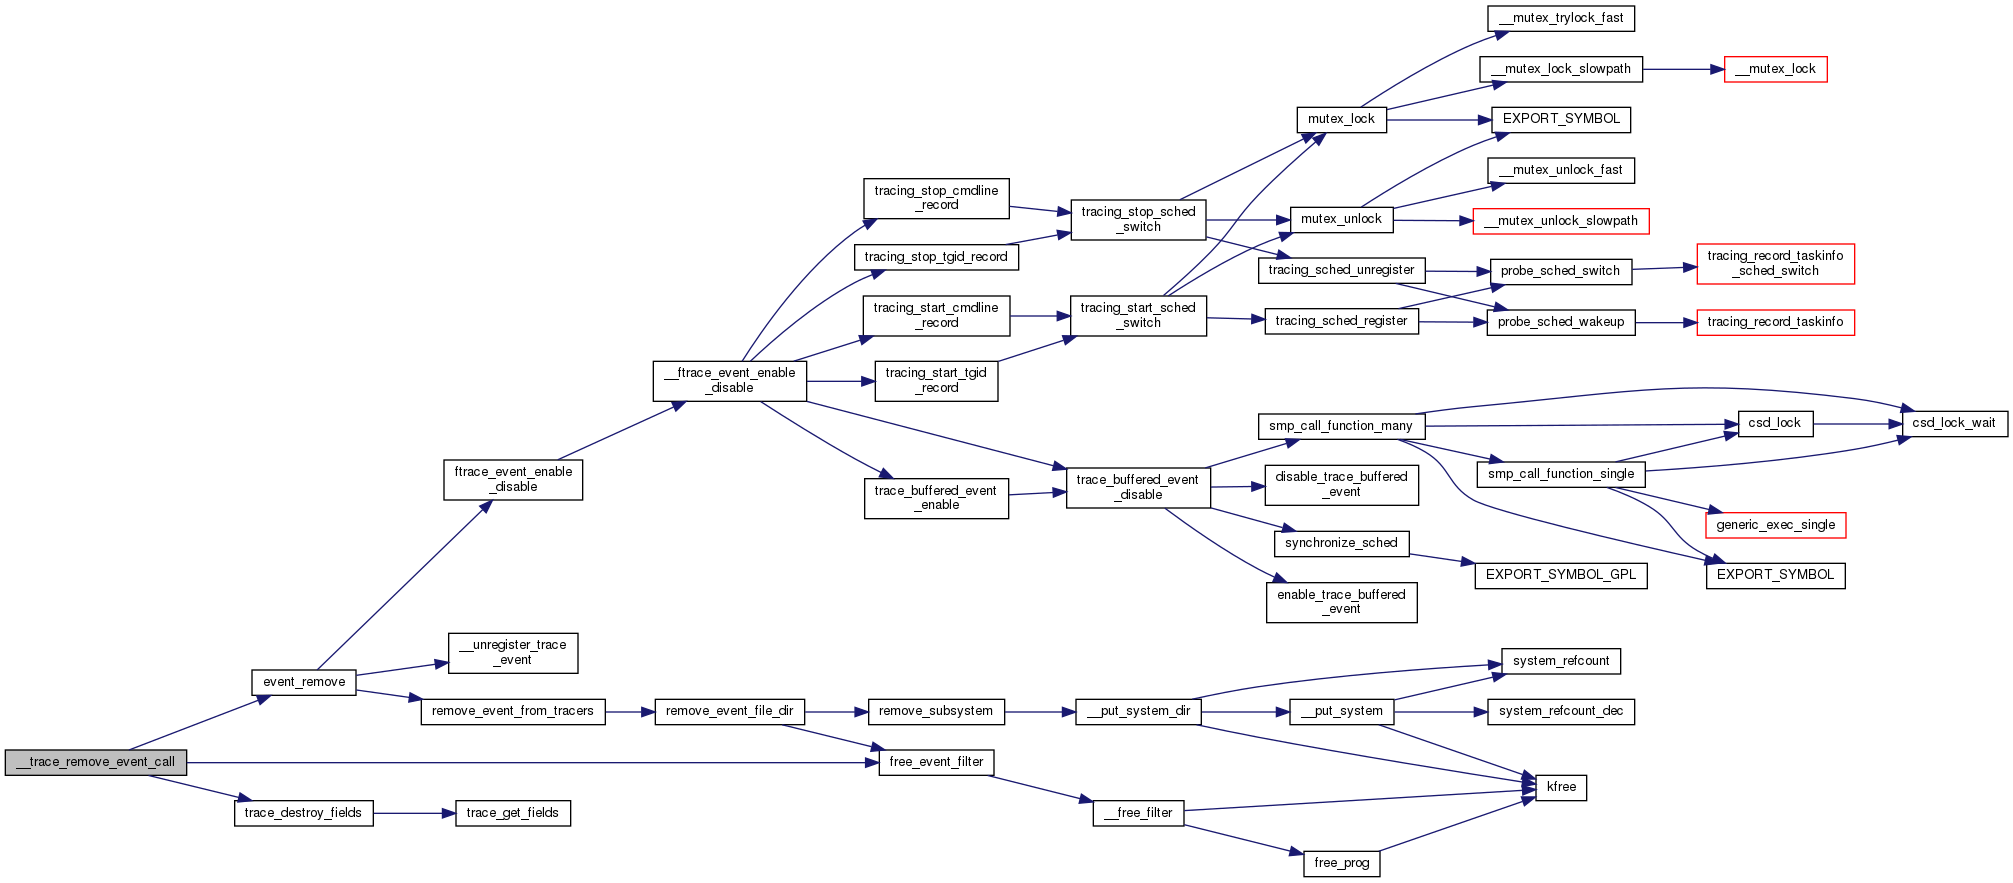 __mutex_trylock_fast
__mutex_lock_slowpath
__mutex_lock
mutex_lock
EXPORT_SYMBOL
__mutex_unlock_fast
tracing_stop_cmdline
_record
tracing_stop_sched
_switch
mutex_unlock
__mutex_unlock_slowpath
tracing_stop_tgid_record
tracing_sched_unregister
probe_sched_switch
tracing_record_taskinfo
_sched_switch
tracing_start_cmdline
_record
tracing_start_sched
_switch
tracing_sched_register
probe_sched_wakeup
tracing_record_taskinfo
__ftrace_event_enable
_disable
tracing_start_tgid
_record
smp_call_function_many
csd_lock
csd_lock_wait
ftrace_event_enable
_disable
trace_buffered_event
_enable
trace_buffered_event
_disable
disable_trace_buffered
_event
smp_call_function_single
generic_exec_single
synchronize_sched
EXPORT_SYMBOL_GPL
EXPORT_SYMBOL
enable_trace_buffered
_event
__unregister_trace
_event
event_remove
system_refcount
remove_event_from_tracers
remove_event_file_dir
remove_subsystem
__put_system_dir
__put_system
system_refcount_dec
__trace_remove_event_call
free_event_filter
kfree
trace_destroy_fields
trace_get_fields
__free_filter
free_prog